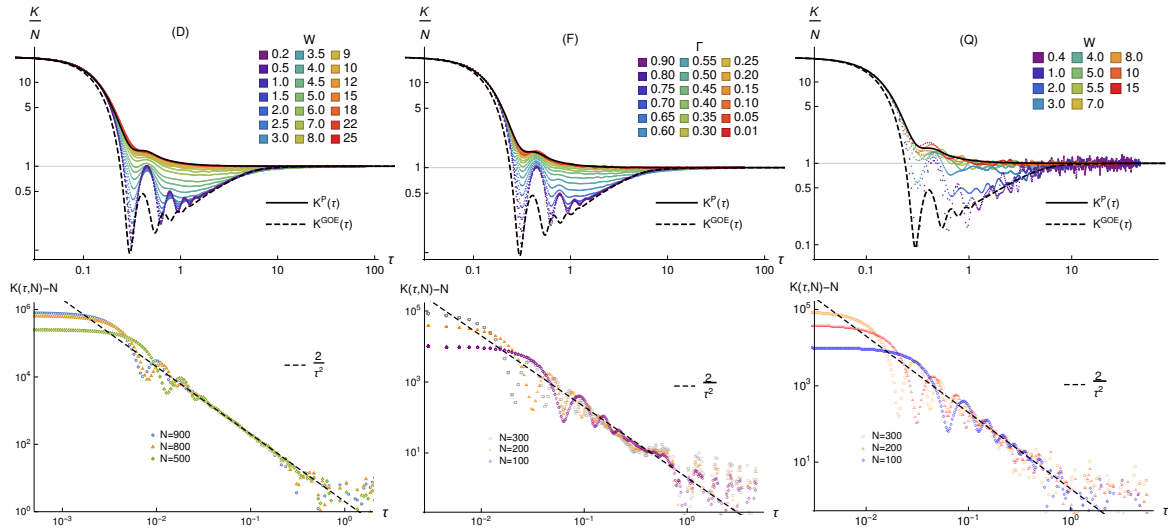 K/N
(D)
W
0.2 3.5 9
0.5 4.0 10
1.0 4.5 12
1.5 5.0 15
2.0 6.0 18
2.5 7.0 22
3.0 8.0 25
5
1
0.5
K^P(τ)
K^GOE(τ)
0.1 1 10 100 τ
K/N
(F)
Γ
0.90 0.55 0.25
0.80 0.50 0.20
0.75 0.45 0.15
0.70 0.40 0.10
0.65 0.35 0.05
0.60 0.30 0.01
5
1
0.5
K^P(τ)
K^GOE(τ)
0.1 1 10 100 τ
K/N
(Q)
W
0.4 4.0 8.0
1.0 5.0 10
2.0 5.5 15
3.0 7.0
10
5
1
0.5
0.1
K^P(τ)
K^GOE(τ)
0.1 1 10 τ
K(τ,N)−N
10^6
10^4
10^2
10^0
2/τ^2
N=900
N=800
N=500
10^-3 10^-2 10^-1 10^0 τ
K(τ,N)−N
10^5
10^3
10^1
2/τ^2
N=300
N=200
N=100
10^-2 10^-1 10^0 τ
K(τ,N)−N
10^5
10^3
10^1
2/τ^2
N=300
N=200
N=100
10^-2 10^-1 10^0 τ